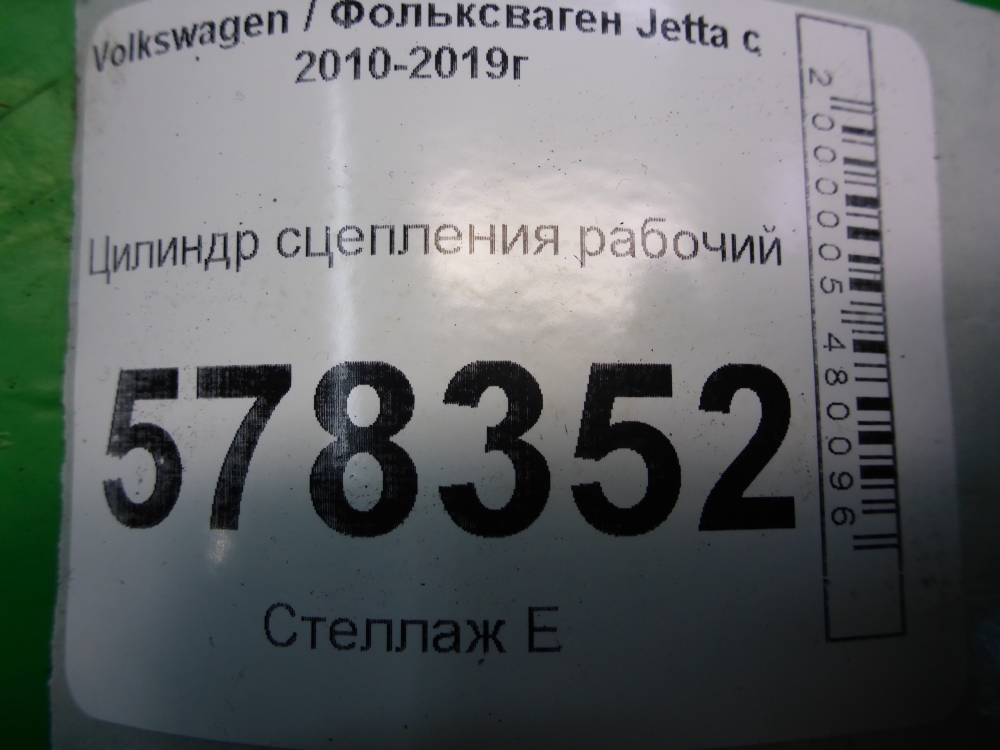 Volkswagen / Фольксваген Jetta с
2010-2019г
Цилиндр сцепления рабочий
578352
Стеллаж Е
2000005480096